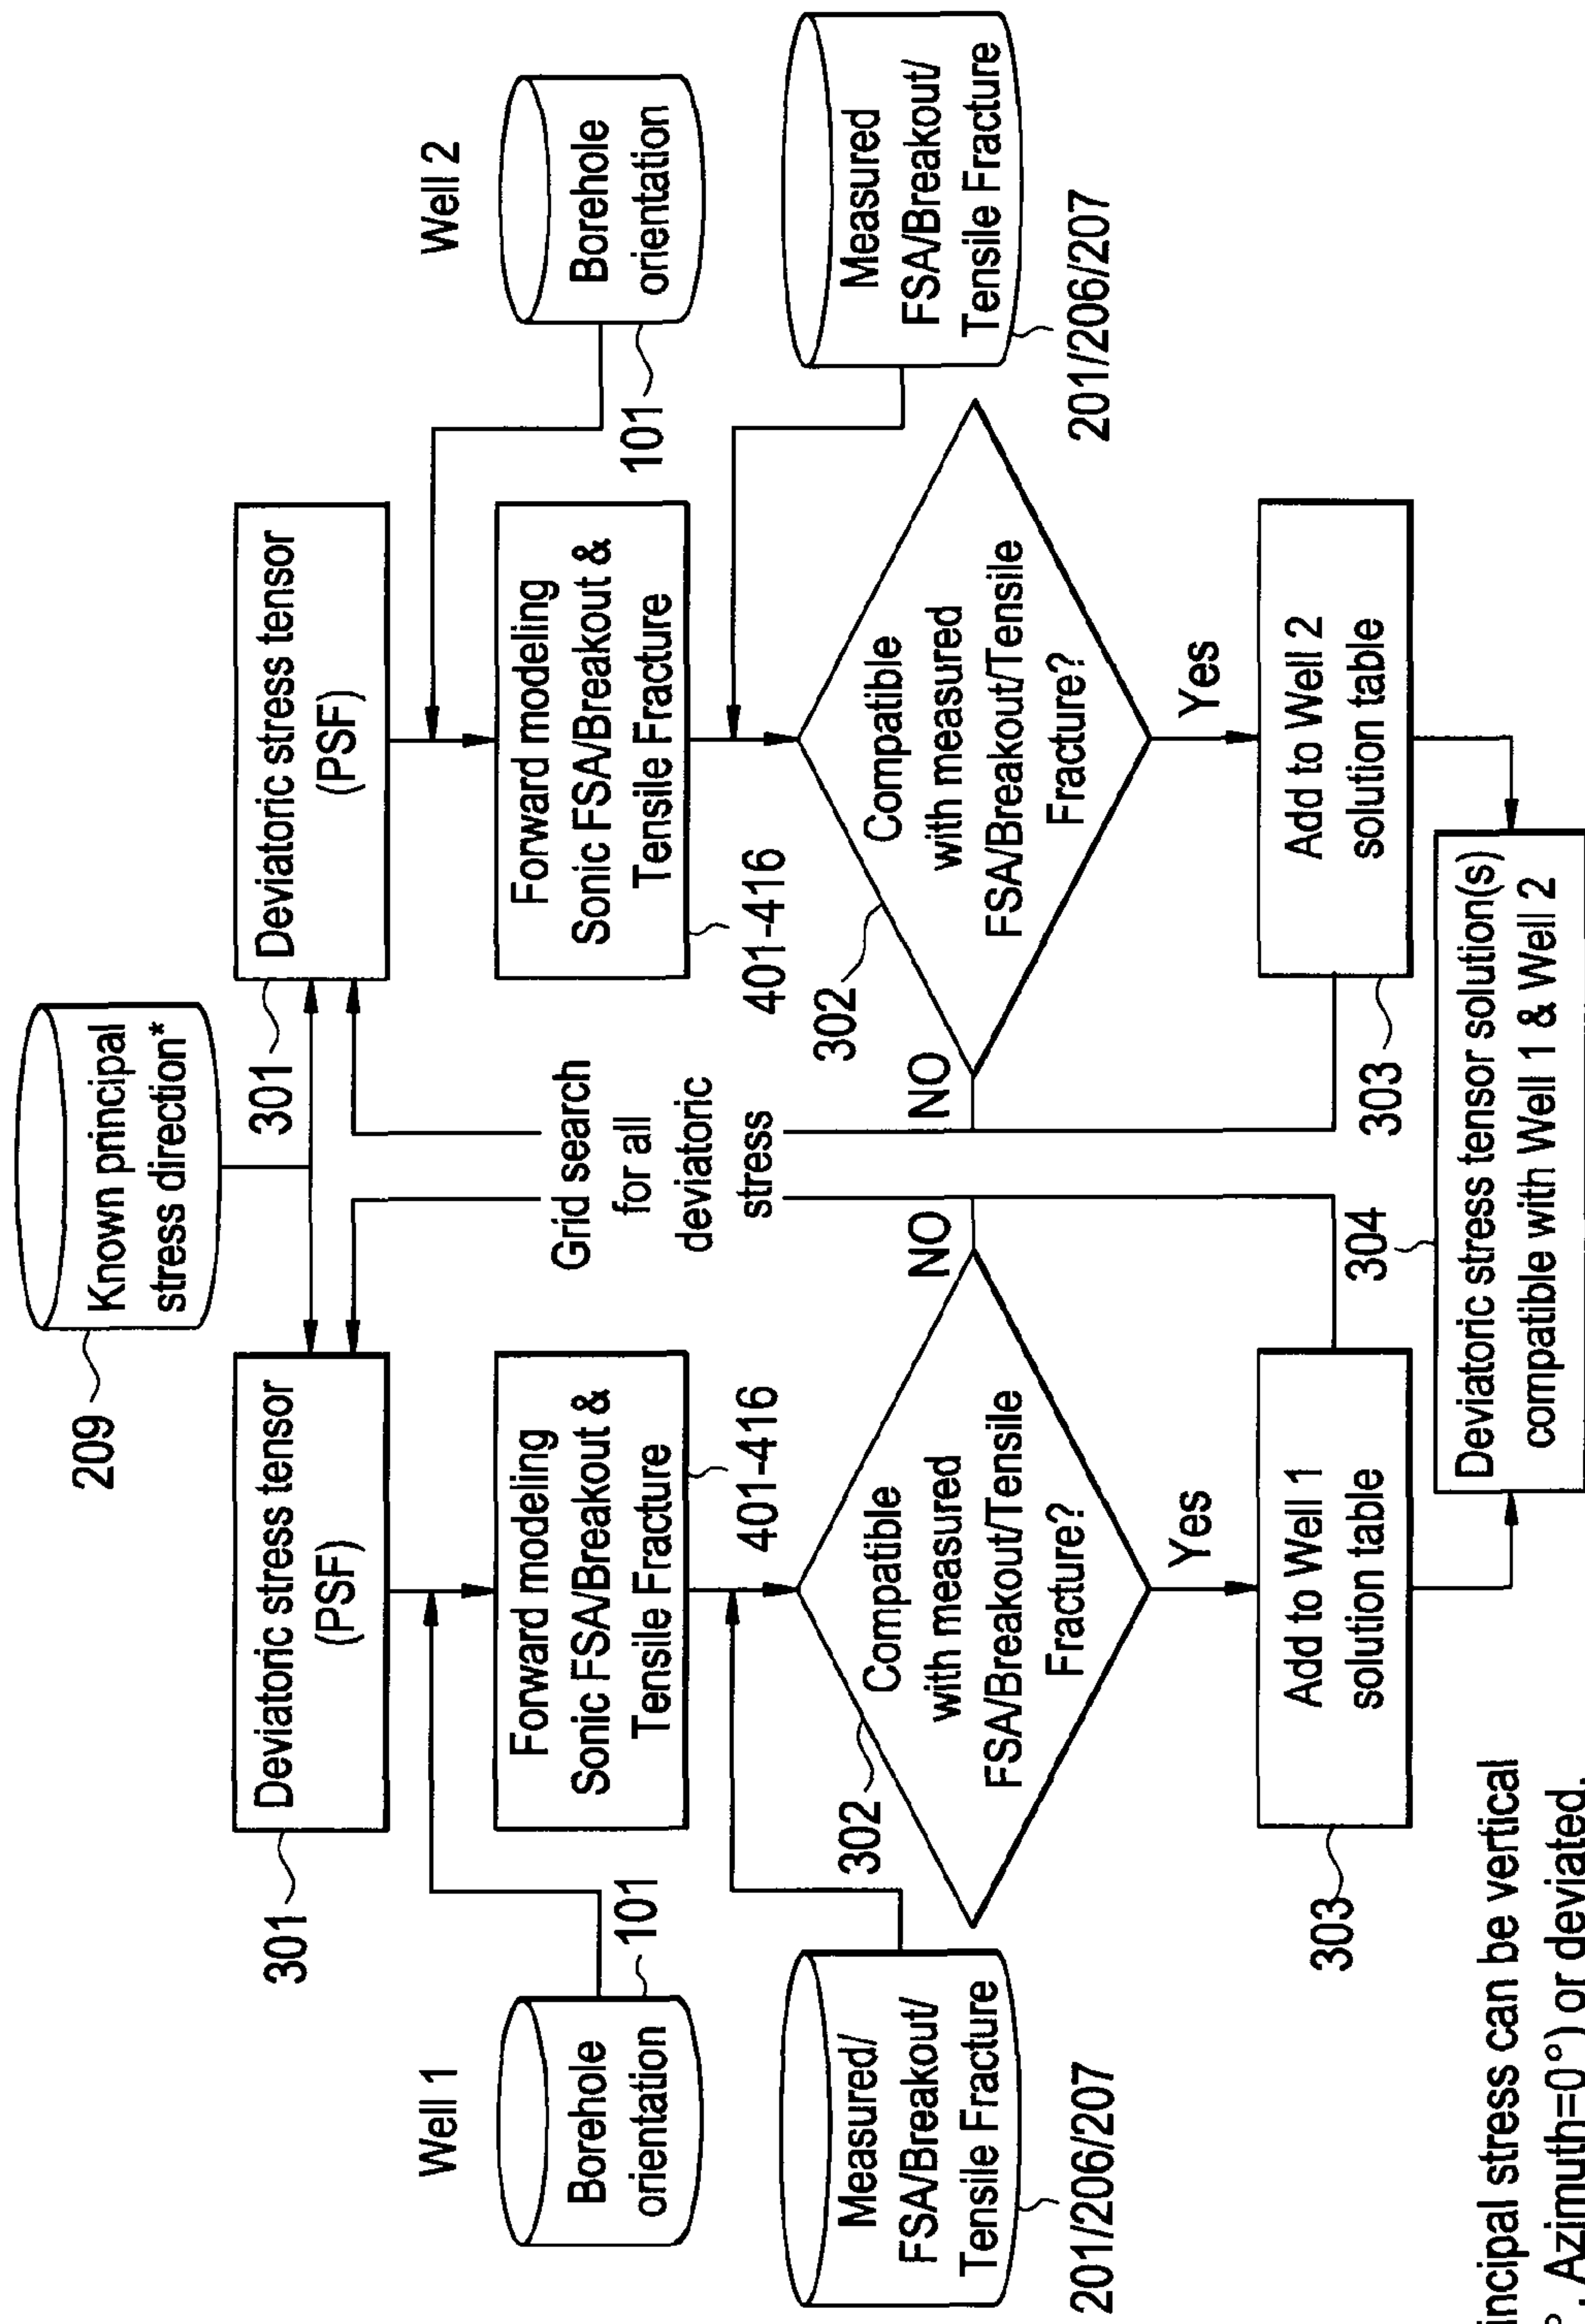 Known principal
stress direction*
209
Deviatoric stress tensor
(PSF)
301
Deviatoric stress tensor
(PSF)
301
Well 1
Borehole
orientation
101
Well 2
Borehole
orientation
101
Forward modeling
Sonic FSA/Breakout &
Tensile Fracture
401-416
Grid search
for all
deviatoric
stress
Forward modeling
Sonic FSA/Breakout &
Tensile Fracture
401-416
Measured/
FSA/Breakout/
Tensile Fracture
201/206/207
Compatible
with measured
FSA/Breakout/Tensile
Fracture?
302
NO
Yes
NO
Compatible
with measured
FSA/Breakout/Tensile
Fracture?
302
Yes
Measured
FSA/Breakout/
Tensile Fracture
201/206/207
Add to Well 1
solution table
303
Add to Well 2
solution table
303
304
Deviatoric stress tensor solution(s)
compatible with Well 1 & Well 2
stress can be vertical
Azimuth=0°) or deviated.